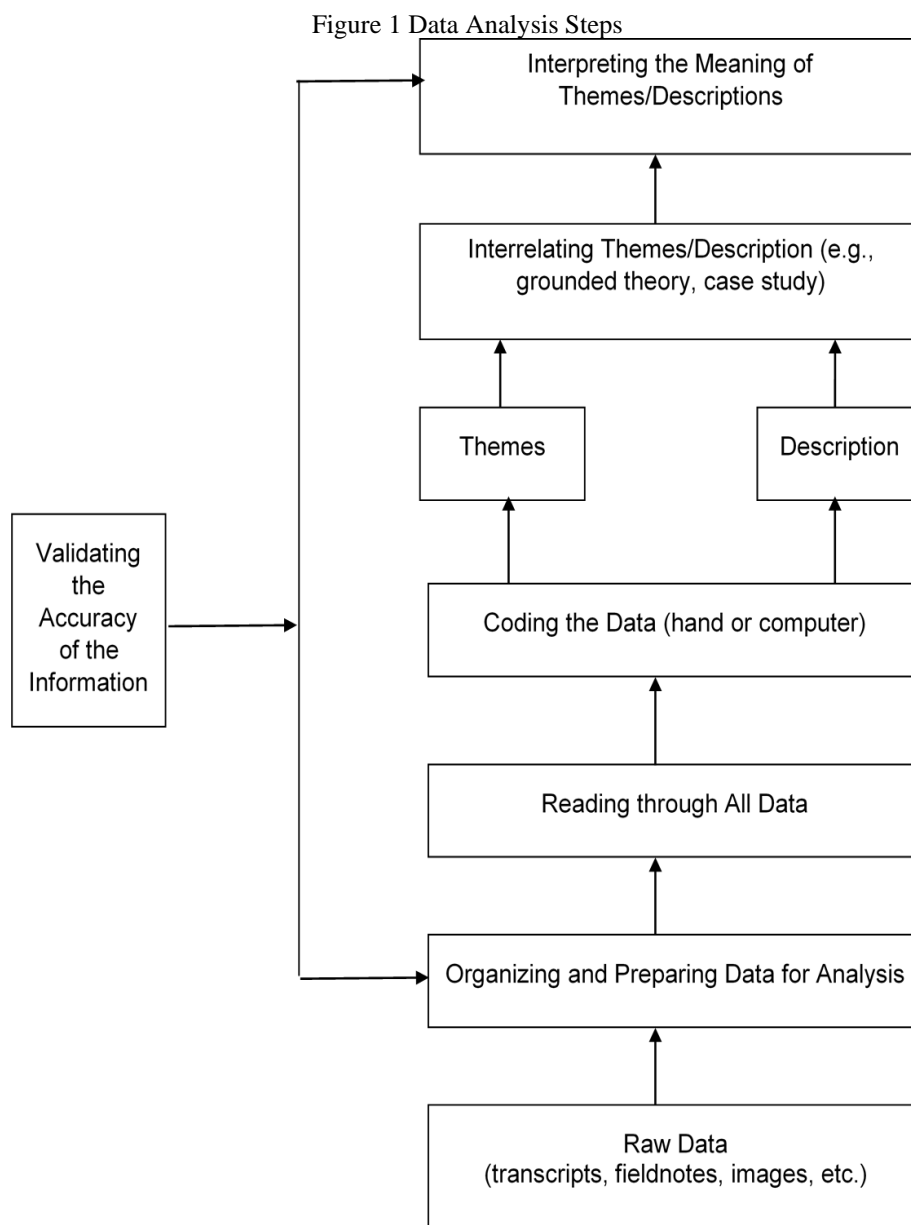 Figure 1 Data Analysis Steps
Interpreting the Meaning of
Themes/Descriptions
Interrelating Themes/Description (e.g.,
grounded theory, case study)
Themes
Description
Validating
the
Accuracy
of the
Information
Coding the Data (hand or computer)
Reading through All Data
Organizing and Preparing Data for Analysis
Raw Data
(transcripts, fieldnotes, images, etc.)